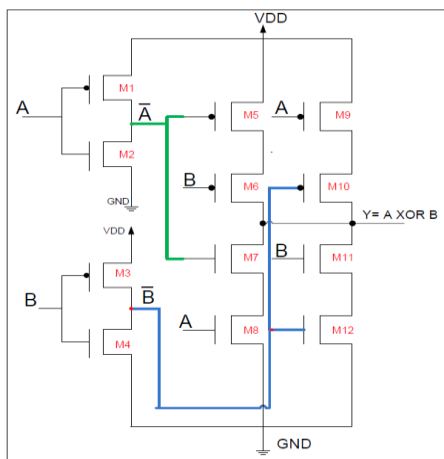 VDD
M1
A
A̅
M5
A
M9
M2
B
M6
M10
GND
VDD
Y= A XOR B
M3
M7
B
M11
B
B̅
A
M8
M12
M4
GND